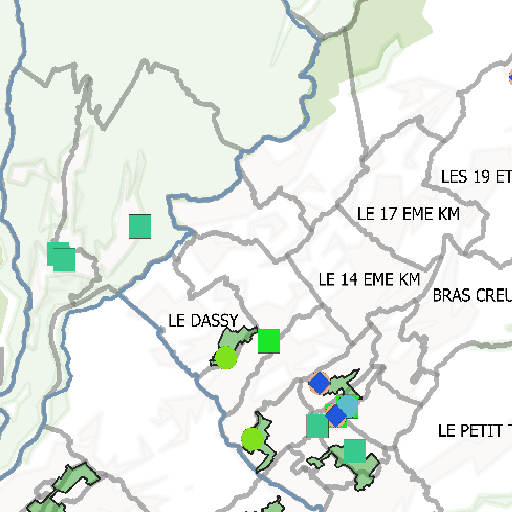 LES 19 ET
LE 17 EME KM
LE 14 EME KM
BRAS CREU
LE DASSY
LE PETIT T